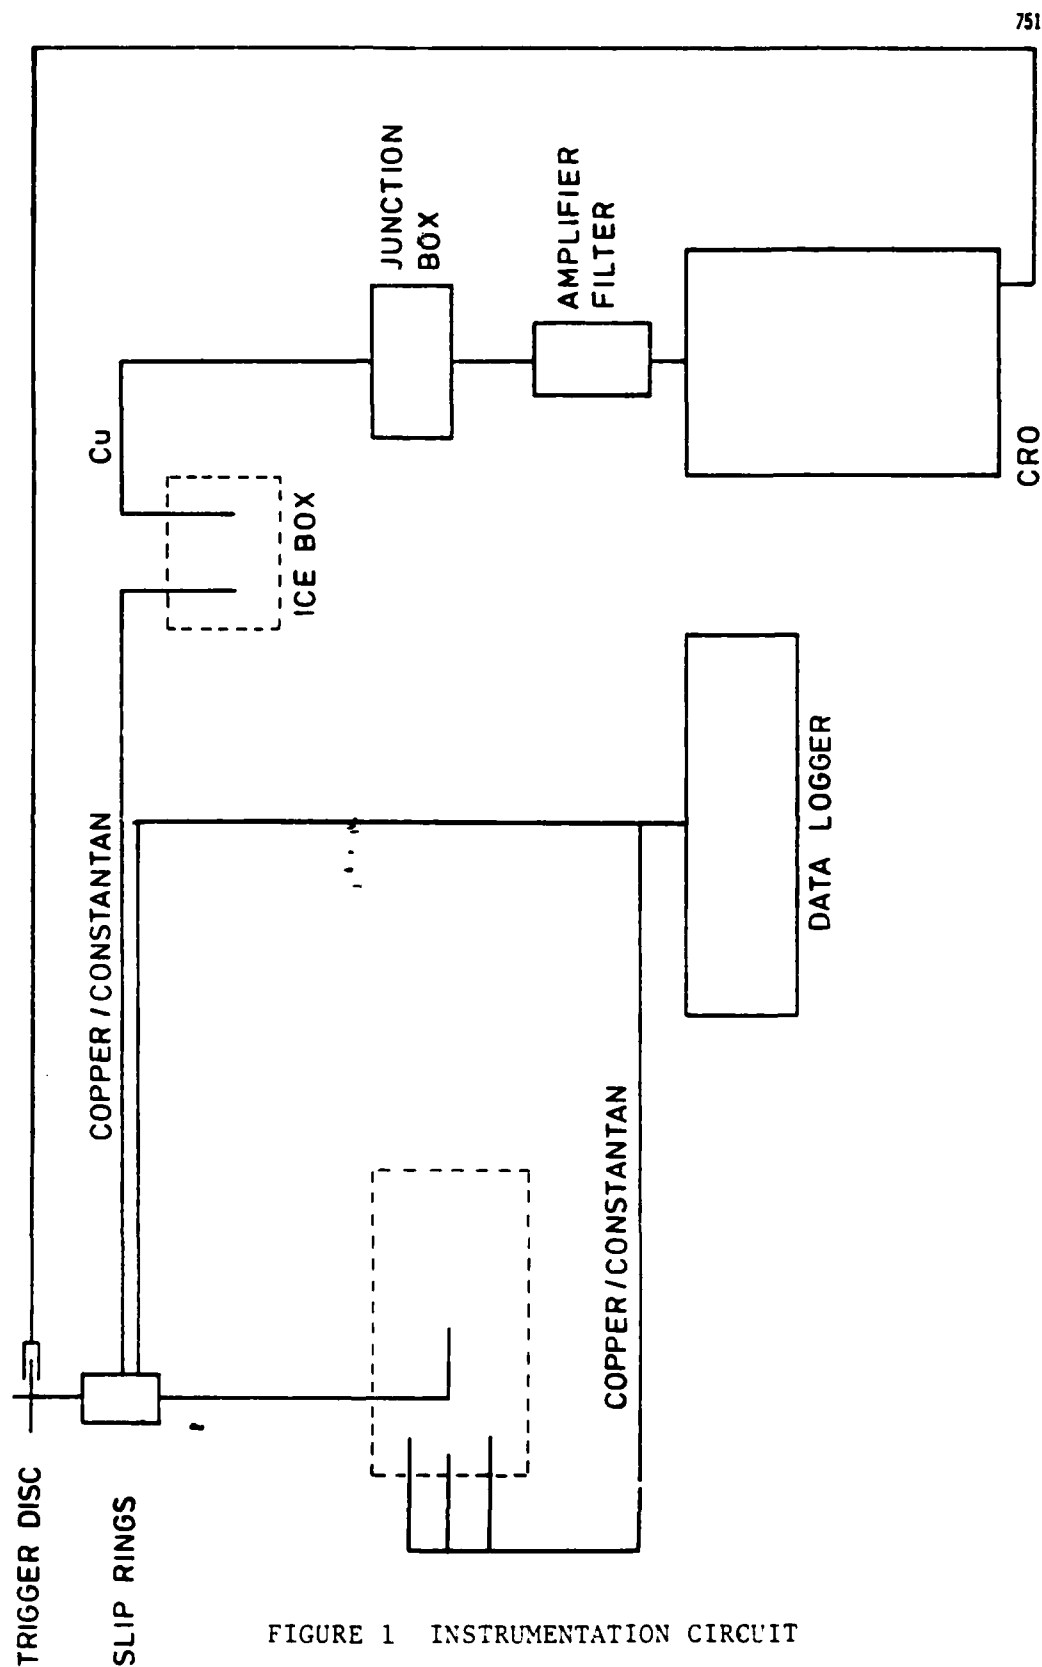 751
TRIGGER DISC
SLIP RINGS
COPPER/CONSTANTAN
Cu
ICE BOX
JUNCTION
BOX
AMPLIFIER
FILTER
CRO
DATA LOGGER
COPPER/CONSTANTAN
FIGURE 1 INSTRUMENTATION CIRCUIT